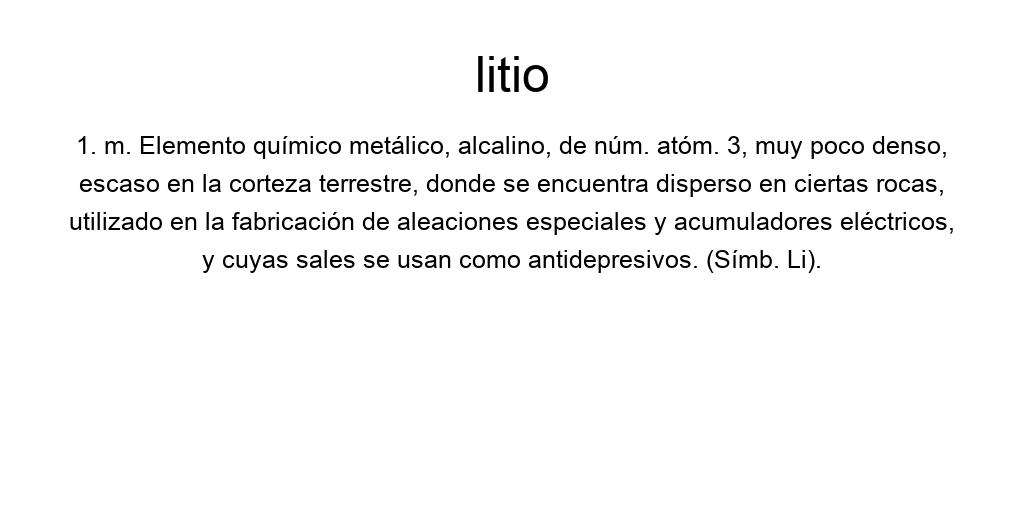 litio
1. m. Elemento químico metálico, alcalino, de núm. atóm. 3, muy poco denso,
escaso en la corteza terrestre, donde se encuentra disperso en ciertas rocas,
utilizado en la fabricación de aleaciones especiales y acumuladores eléctricos,
y cuyas sales se usan como antidepresivos. (Símb. Li).